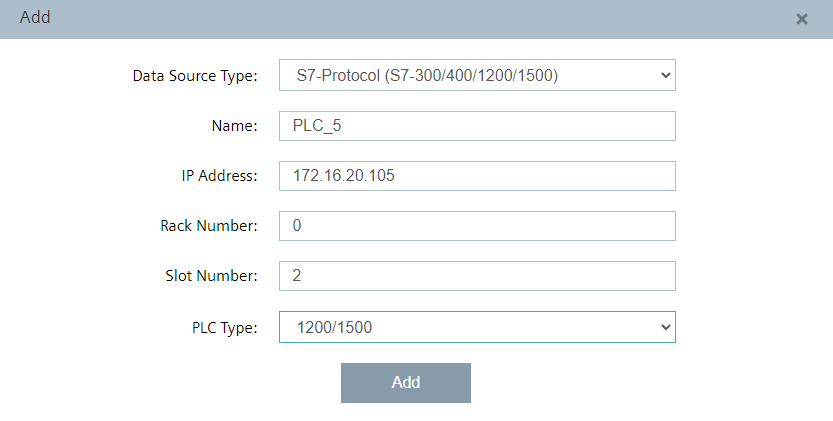 Add
Data Source Type: S7-Protocol (S7-300/400/1200/1500)
Name: PLC_5
IP Address: 172.16.20.105
Rack Number: 0
Slot Number: 2
PLC Type: 1200/1500
Add